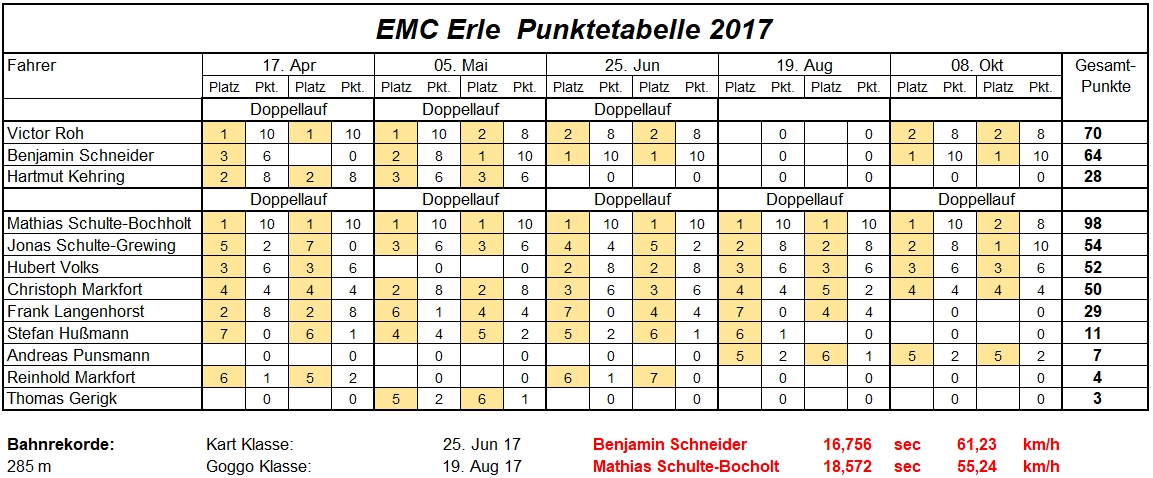 EMC Erle Punktetabelle 2017
Fahrer 17. Apr 05. Mai 25. Jun 19. Aug 08. Okt Gesamt-
Platz Pkt. Platz Pkt. Platz Pkt. Platz Pkt. Platz Pkt. Platz Pkt. Platz Pkt. Platz Pkt. Platz Pkt. Platz Pkt. Punkte
Doppellauf Doppellauf Doppellauf
Victor Roh 1 10 1 10 1 10 2 8 2 8 2 8 0 0 2 8 2 8 70
Benjamin Schneider 3 6 0 2 8 1 10 1 10 1 10 0 0 1 10 1 10 64
Hartmut Kehring 2 8 2 8 3 6 3 6 0 0 0 0 0 0 28
Doppellauf Doppellauf Doppellauf Doppellauf Doppellauf
Mathias Schulte-Bochholt 1 10 1 10 1 10 1 10 1 10 1 10 1 10 1 10 1 10 2 8 98
Jonas Schulte-Grewing 5 2 7 0 3 6 3 6 4 4 5 2 2 8 2 8 2 8 1 10 54
Hubert Volks 3 6 3 6 0 0 2 8 2 8 3 6 3 6 3 6 3 6 52
Christoph Markfort 4 4 4 4 2 8 2 8 3 6 3 6 4 4 5 2 4 4 4 4 50
Frank Langenhorst 2 8 2 8 6 1 4 4 7 0 4 4 7 0 4 4 0 0 29
Stefan Hußmann 7 0 6 1 4 4 5 2 5 2 6 1 6 1 0 0 0 11
Andreas Punsmann 0 0 0 0 0 0 5 2 6 1 5 2 5 2 7
Reinhold Markfort 6 1 5 2 0 0 6 1 7 0 0 0 0 0 4
Thomas Gerigk 0 0 5 2 6 1 0 0 0 0 0 0 3
Bahnrekorde: Kart Klasse: 25. Jun 17 Benjamin Schneider 16,756 sec 61,23 km/h
285 m Goggo Klasse: 19. Aug 17 Mathias Schulte-Bocholt 18,572 sec 55,24 km/h